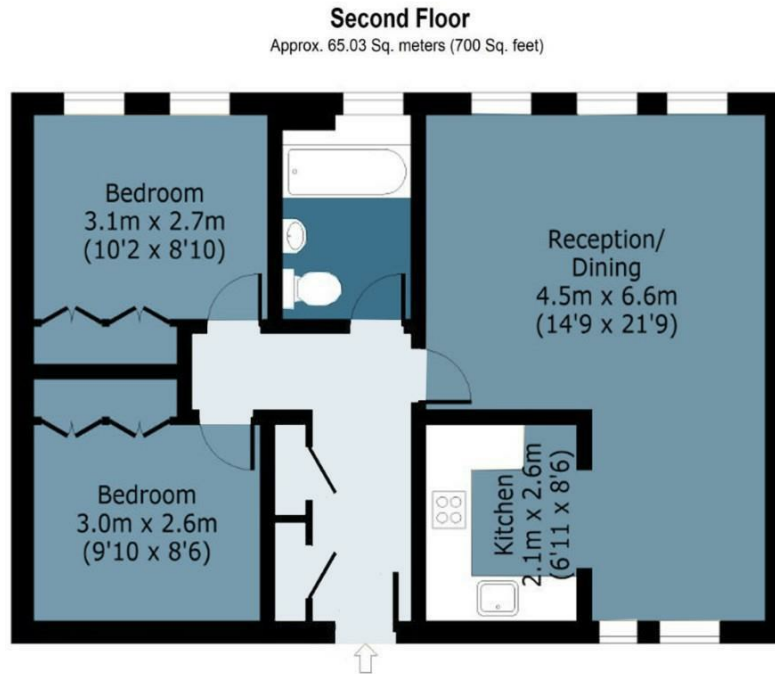 Second Floor
Approx. 65.03 Sq. meters (700 Sq. feet)
Bedroom
3.1m x 2.7m
(10'2 x 8'10)
Reception/
Dining
4.5m x 6.6m
(14'9 x 21'9)
Bedroom
3.0m x 2.6m
(9'10 x 8'6)
Kitchen
2.1m x 2.6m
(6'11 x 8'6)